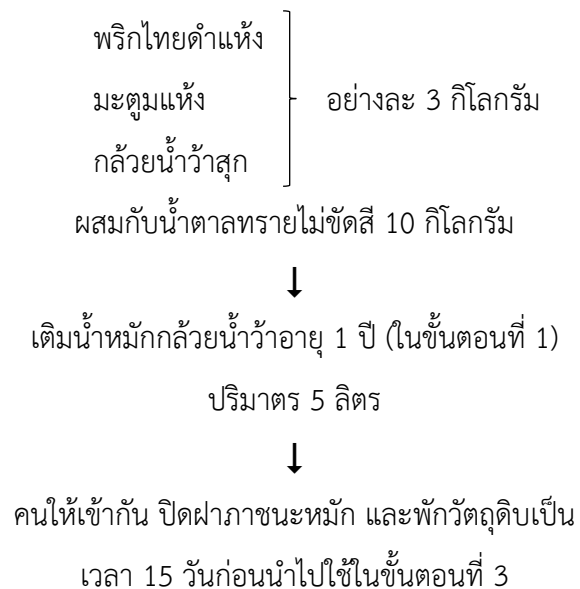 พริกไทยดำแห้ง
มะตูมแห้ง
กล้วยน้ำว้าสุก
อย่างละ 3 กิโลกรัม
ผสมกับน้ำตาลทรายไม่ขัดสี 10 กิโลกรัม
เติมน้ำหมักกล้วยน้ำว้าอายุ 1 ปี (ในขั้นตอนที่ 1)
ปริมาตร 5 ลิตร
คนให้เข้ากัน ปิดฝาภาชนะหมัก และพักวัตถุดิบเป็น
เวลา 15 วันก่อนนำไปใช้ในขั้นตอนที่ 3